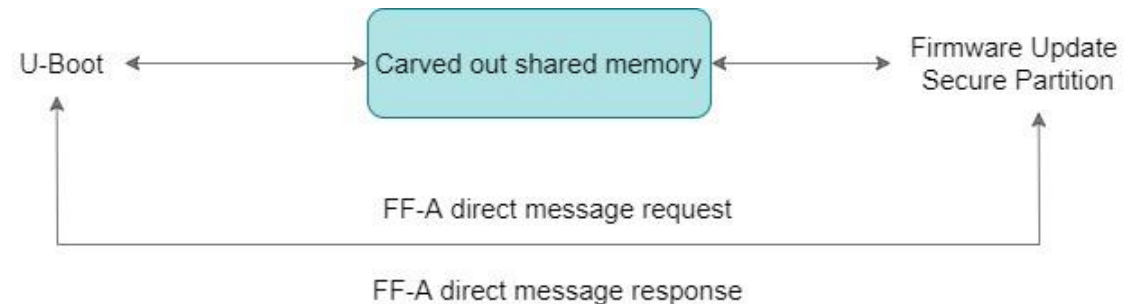 U-Boot
Carved out shared memory
Firmware Update
Secure Partition
FF-A direct message request
FF-A direct message response